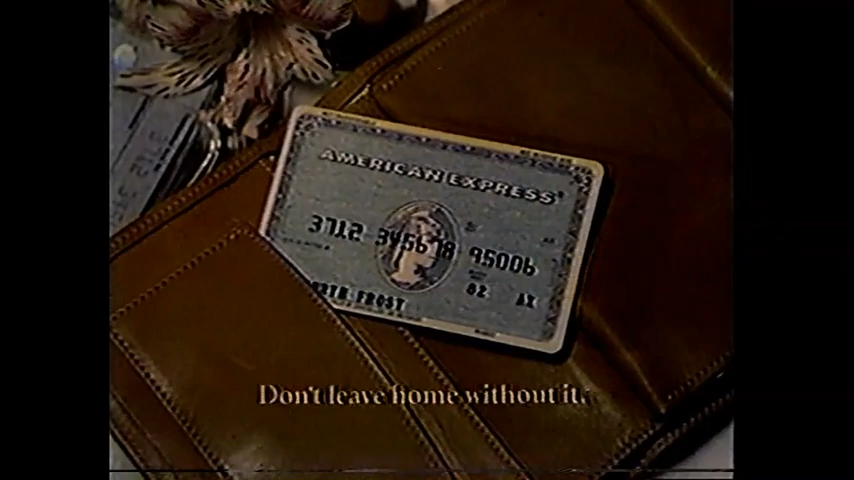 AMERICAN EXPRESS®
3712 345678 95006
82 AX
FROST
Don't leave home without it.